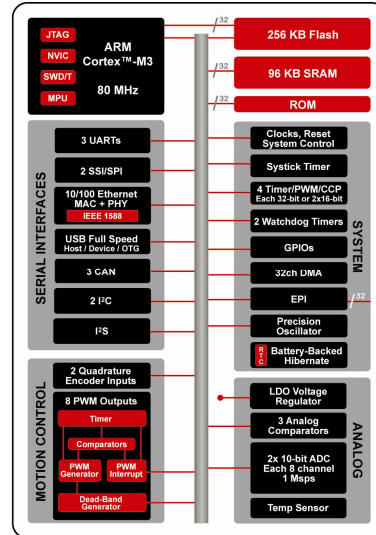 JTAG
NVIC
SWD/T
MPU
ARM
Cortex™-M3
80 MHz
32
256 KB Flash
32
96 KB SRAM
32
ROM
SERIAL INTERFACES
3 UARTs
2 SSI/SPI
10/100 Ethernet
MAC + PHY
IEEE 1588
USB Full Speed
Host / Device / OTG
3 CAN
2 I²C
I²S
SYSTEM
Clocks, Reset
System Control
Systick Timer
4 Timer/PWM/CCP
Each 32-bit or 2x16-bit
2 Watchdog Timers
GPIOs
32ch DMA
EPI
32
Precision
Oscillator
RTC
Battery-Backed
Hibernate
MOTION CONTROL
2 Quadrature
Encoder Inputs
8 PWM Outputs
Timer
Comparators
PWM
Generator
PWM
Interrupt
Dead-Band
Generator
ANALOG
LDO Voltage
Regulator
3 Analog
Comparators
2x 10-bit ADC
Each 8 channel
1 Msps
Temp Sensor